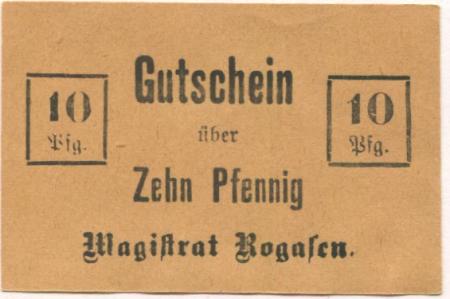 Gutschein
10 Pfg.
über
10 Pfg.
Zehn Pfennig
Magistrat Rogasen.